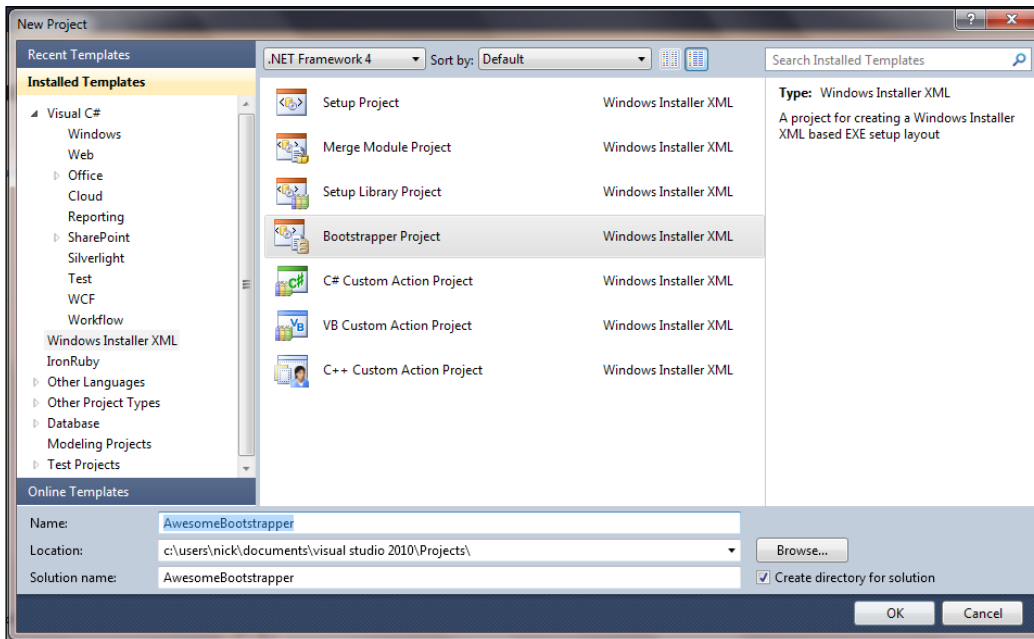 New Project
Recent Templates
Installed Templates
Visual C#
Windows
Web
Office
Cloud
Reporting
SharePoint
Silverlight
Test
WCF
Workflow
Windows Installer XML
IronRuby
Other Languages
Other Project Types
Database
Modeling Projects
Test Projects
Online Templates
.NET Framework 4 Sort by: Default
Setup Project Windows Installer XML
Merge Module Project Windows Installer XML
Setup Library Project Windows Installer XML
Bootstrapper Project Windows Installer XML
C# Custom Action Project Windows Installer XML
VB Custom Action Project Windows Installer XML
C++ Custom Action Project Windows Installer XML
Search Installed Templates
Type: Windows Installer XML
A project for creating a Windows Installer
XML based EXE setup layout
Name: AwesomeBootstrapper
Location: c:\users\nick\documents\visual studio 2010\Projects\ Browse...
Solution name: AwesomeBootstrapper Create directory for solution
OK Cancel